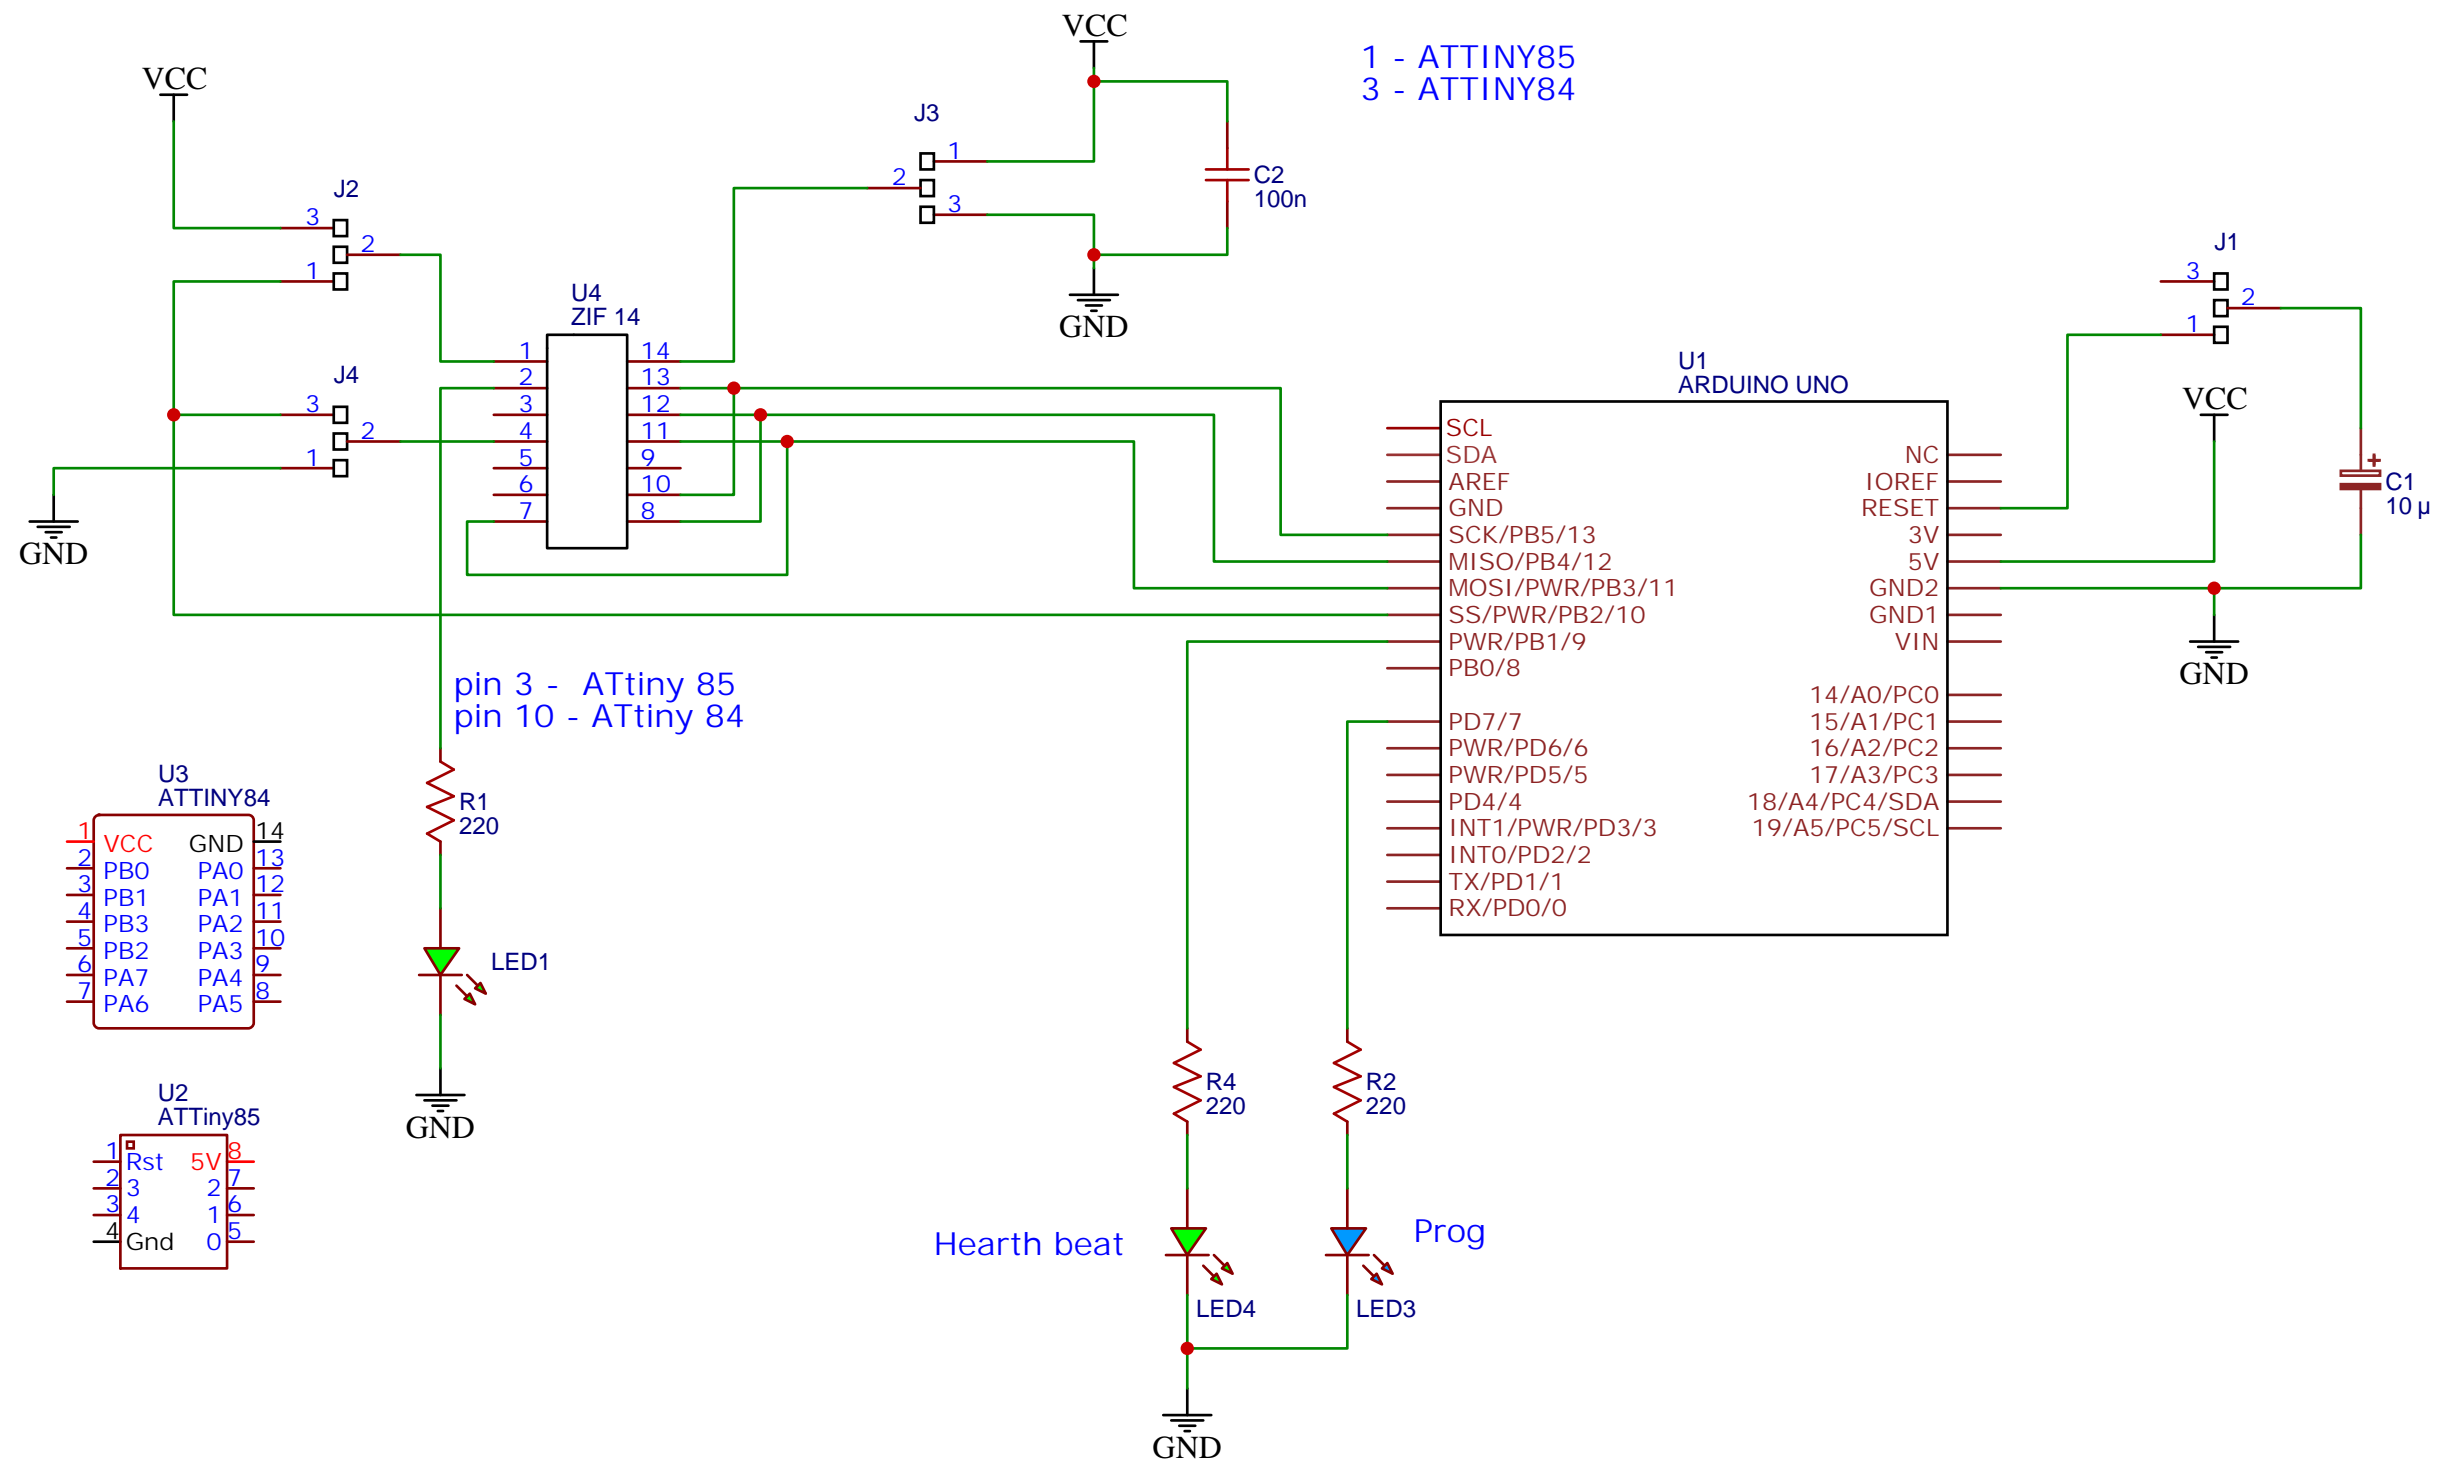 VCC
1 - ATTINY85
3 - ATTINY84
VCC
J3
1
2
3
C2
100n
GND
J2
3
2
1
J4
3
2
1
GND
U4
ZIF 14
1
2
3
4
5
6
7
14
13
12
11
9
10
8
J1
3
2
1
VCC
C1
10 µ
GND
U1
ARDUINO UNO
SCL
SDA
AREF
GND
SCK/PB5/13
MISO/PB4/12
MOSI/PWR/PB3/11
SS/PWR/PB2/10
PWR/PB1/9
PB0/8
PD7/7
PWR/PD6/6
PWR/PD5/5
PD4/4
INT1/PWR/PD3/3
INT0/PD2/2
TX/PD1/1
RX/PD0/0
NC
IOREF
RESET
3V
5V
GND2
GND1
VIN
14/A0/PC0
15/A1/PC1
16/A2/PC2
17/A3/PC3
18/A4/PC4/SDA
19/A5/PC5/SCL
pin 3 - ATtiny 85
pin 10 - ATtiny 84
R1
220
LED1
GND
U3
ATTINY84
1 VCC GND 14
2 PB0 PA0 13
3 PB1 PA1 12
4 PB3 PA2 11
5 PB2 PA3 10
6 PA7 PA4 9
7 PA6 PA5 8
U2
ATTiny85
1 Rst 5V 8
2 3 2 7
3 4 1 6
4 Gnd 0 5
R4
220
R2
220
Hearth beat
Prog
LED4
LED3
GND